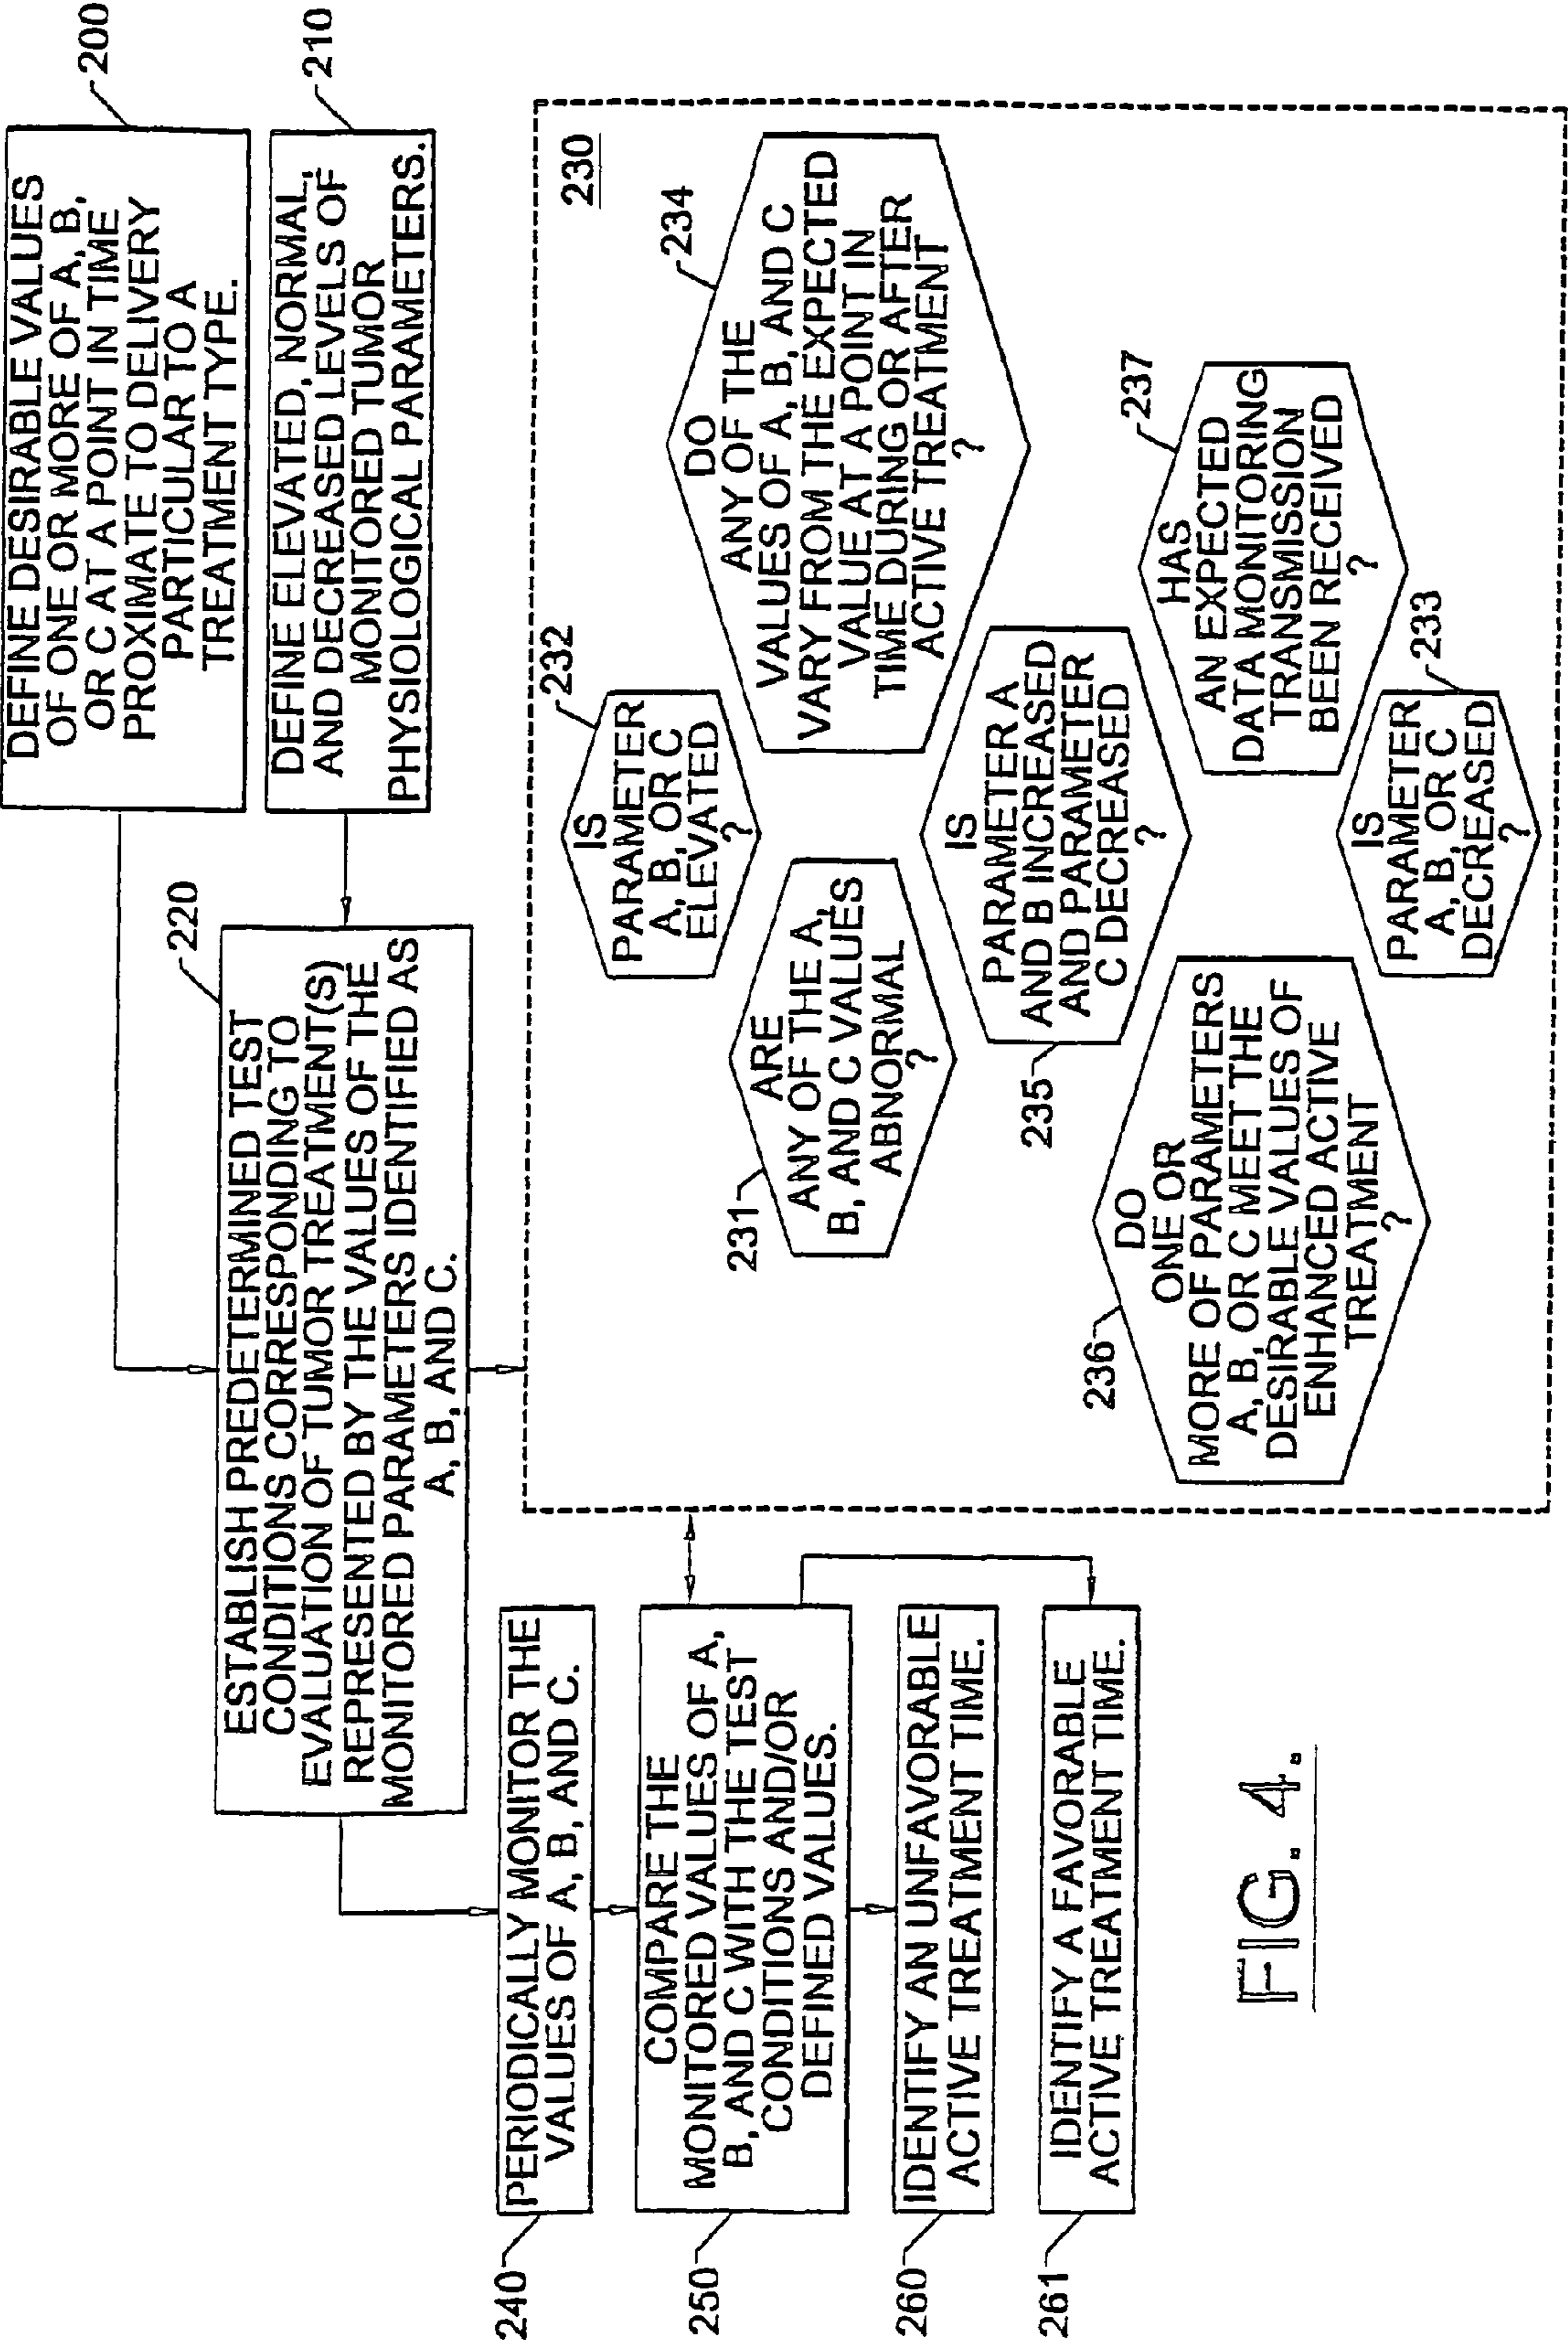 200
DEFINE DESIRABLE VALUES
OF ONE OR MORE OF A, B,
OR C AT A POINT IN TIME
PROXIMATE TO DELIVERY
PARTICULAR TO A
TREATMENT TYPE.
210
DEFINE ELEVATED, NORMAL,
AND DECREASED LEVELS OF
MONITORED TUMOR
PHYSIOLOGICAL PARAMETERS.
220
ESTABLISH PREDETERMINED TEST
CONDITIONS CORRESPONDING TO
EVALUATION OF TUMOR TREATMENT(S)
REPRESENTED BY THE VALUES OF THE
MONITORED PARAMETERS IDENTIFIED AS
A, B, AND C.
230
232
IS
PARAMETER
A, B, OR C
ELEVATED
?
234
DO
ANY OF THE
VALUES OF A, B, AND C
VARY FROM THE EXPECTED
VALUE AT A POINT IN
TIME DURING OR AFTER
ACTIVE TREATMENT
?
231
ARE
ANY OF THE A,
B, AND C VALUES
ABNORMAL
?
235
IS
PARAMETER A
AND B INCREASED
AND PARAMETER
C DECREASED
?
237
HAS
AN EXPECTED
DATA MONITORING
TRANSMISSION
BEEN RECEIVED
?
236
DO
ONE OR
MORE OF PARAMETERS
A, B, OR C MEET THE
DESIRABLE VALUES OF
ENHANCED ACTIVE
TREATMENT
?
233
IS
PARAMETER
A, B, OR C
DECREASED
?
240
PERIODICALLY MONITOR THE
VALUES OF A, B, AND C.
250
COMPARE THE
MONITORED VALUES OF A,
B, AND C WITH THE TEST
CONDITIONS AND/OR
DEFINED VALUES.
260
IDENTIFY AN UNFAVORABLE
ACTIVE TREATMENT TIME.
261
IDENTIFY A FAVORABLE
ACTIVE TREATMENT TIME.
FIG. 4.